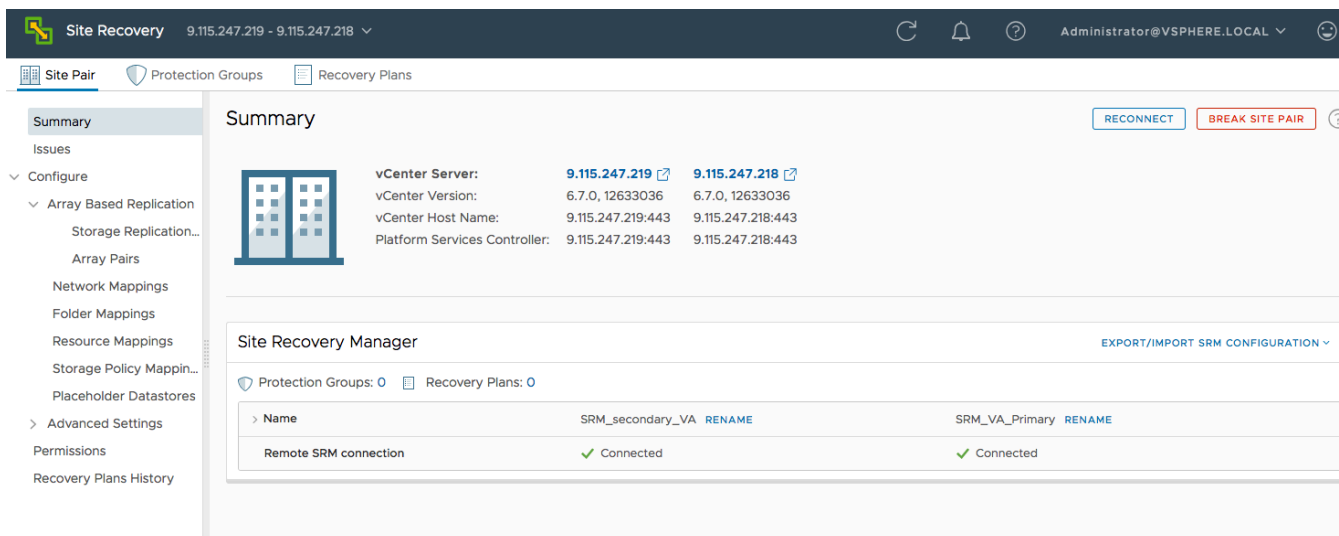 Site Recovery 9.115.247.219 - 9.115.247.218 Administrator@VSPHERE.LOCAL
Site Pair Protection Groups Recovery Plans
Summary
Issues
Configure
Array Based Replication
Storage Replication...
Array Pairs
Network Mappings
Folder Mappings
Resource Mappings
Storage Policy Mappin...
Placeholder Datastores
Advanced Settings
Permissions
Recovery Plans History
Summary RECONNECT BREAK SITE PAIR
vCenter Server: 9.115.247.219 9.115.247.218
vCenter Version: 6.7.0, 12633036 6.7.0, 12633036
vCenter Host Name: 9.115.247.219:443 9.115.247.218:443
Platform Services Controller: 9.115.247.219:443 9.115.247.218:443
Site Recovery Manager EXPORT/IMPORT SRM CONFIGURATION
Protection Groups: 0 Recovery Plans: 0
Name SRM_secondary_VA RENAME SRM_VA_Primary RENAME
Remote SRM connection Connected Connected